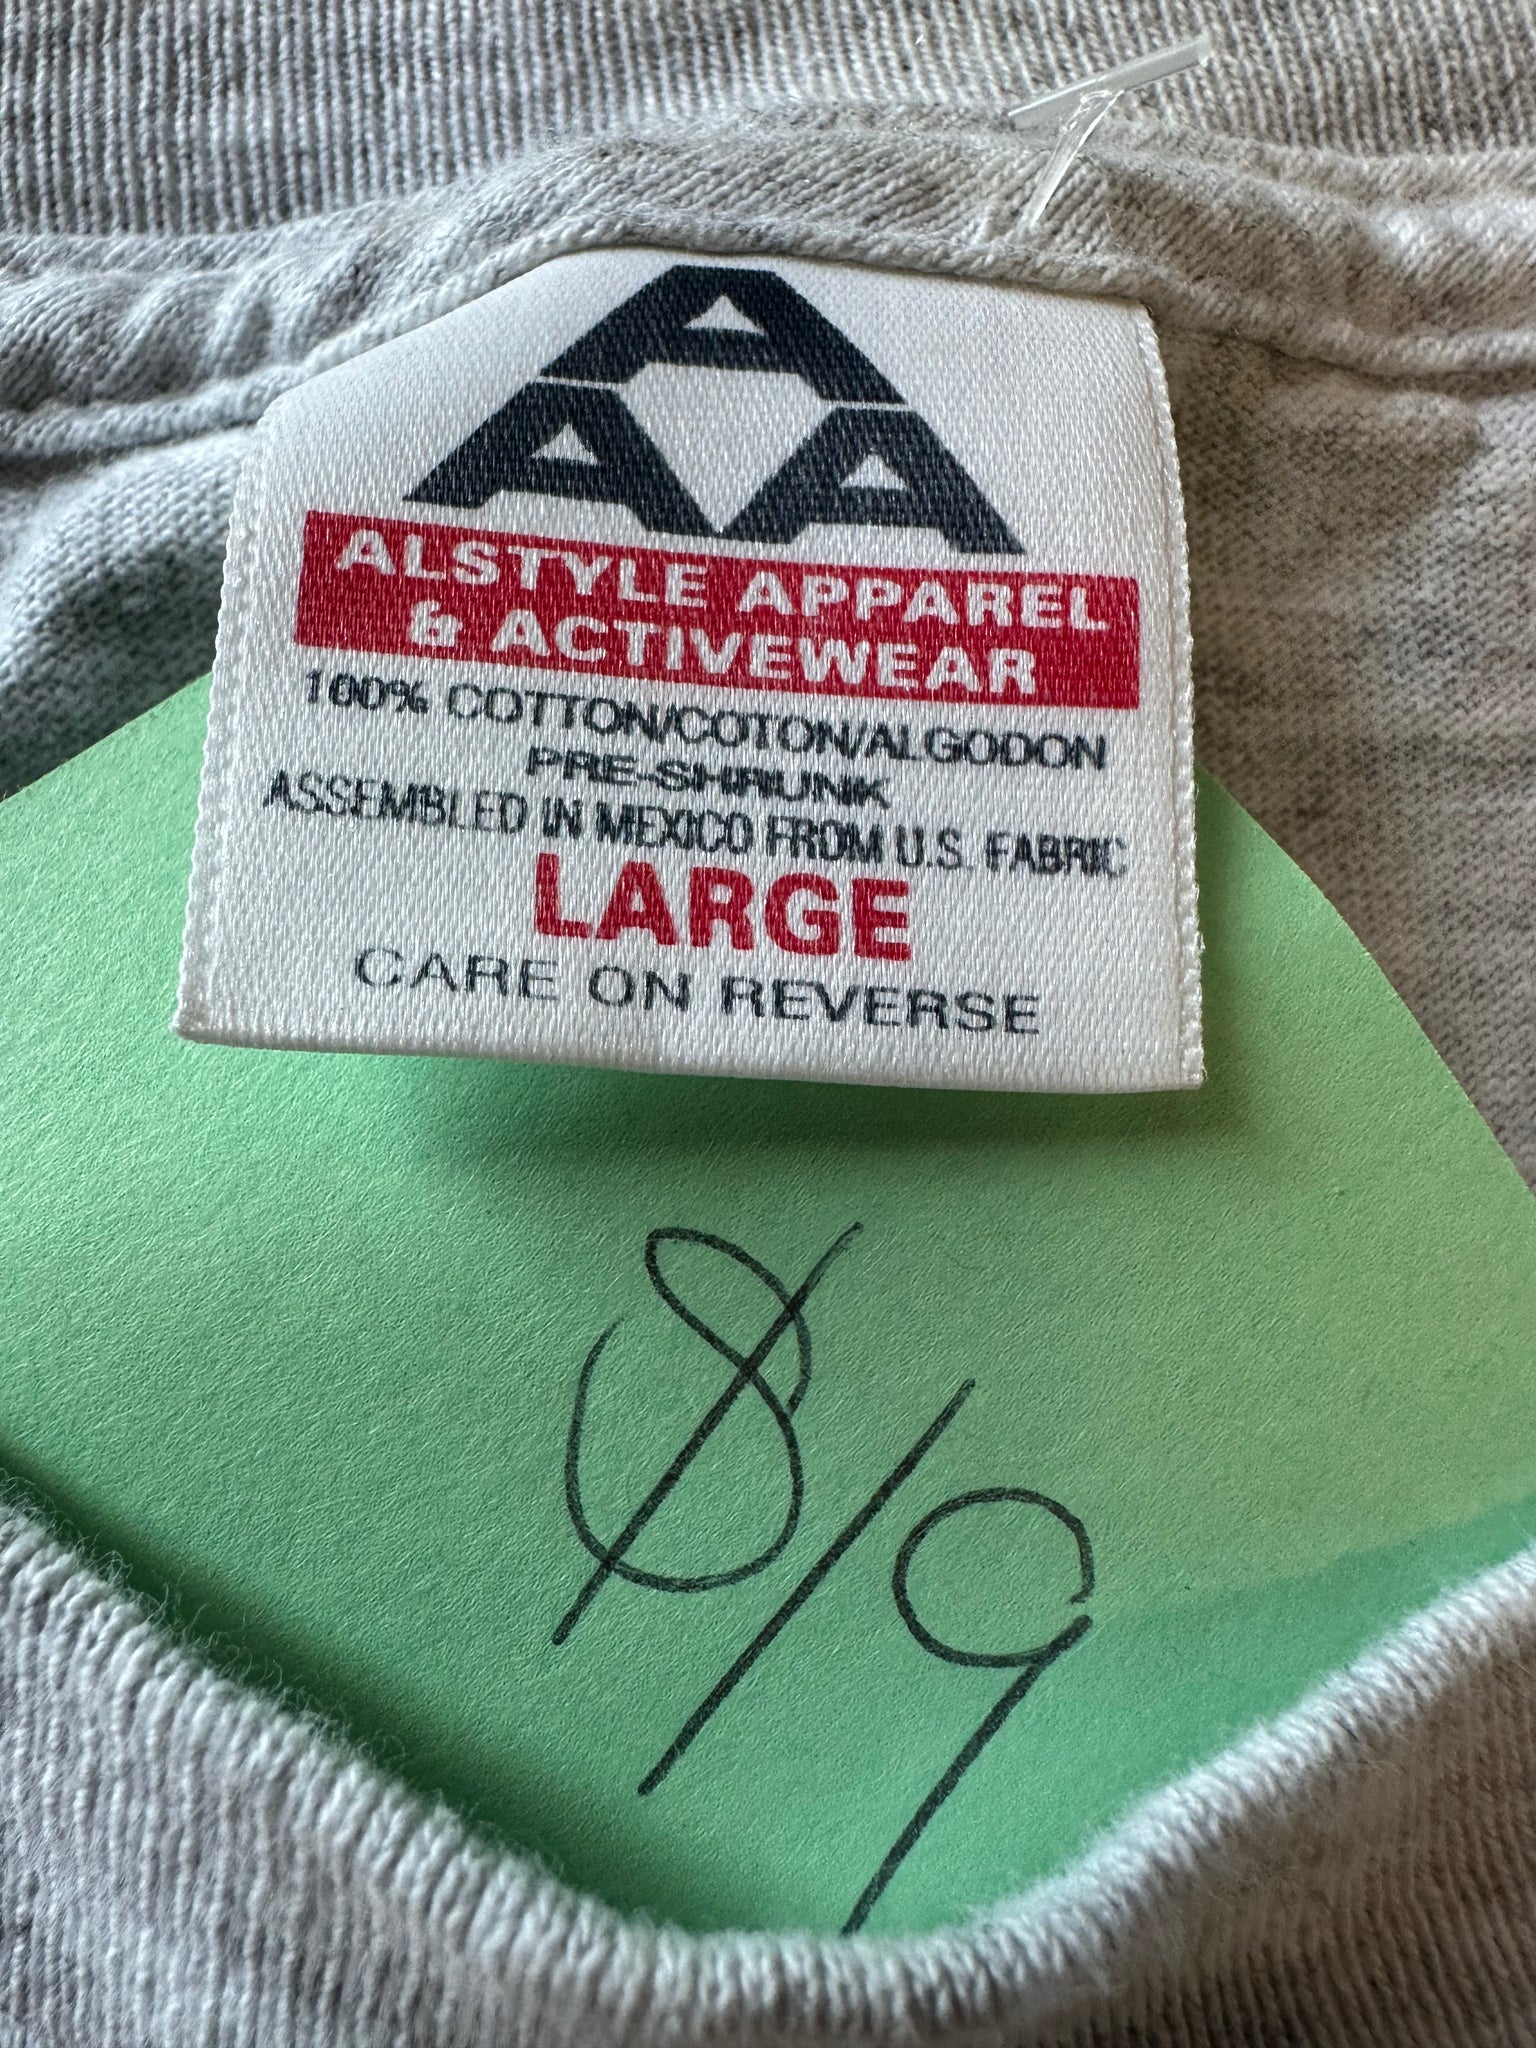 A
A A
ALSTYLE APPAREL
& ACTIVEWEAR
100% COTTON/COTON/ALGODON
PRE-SHRUNK
ASSEMBLED IN MEXICO FROM U.S. FABRIC
LARGE
CARE ON REVERSE
$19